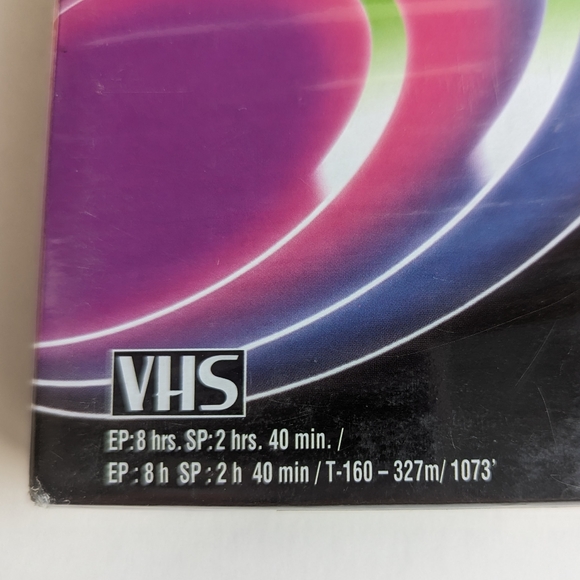 VHS
EP:8 hrs. SP:2 hrs. 40 min. /
EP : 8 h SP : 2 h 40 min / T-160 – 327m/ 1073'